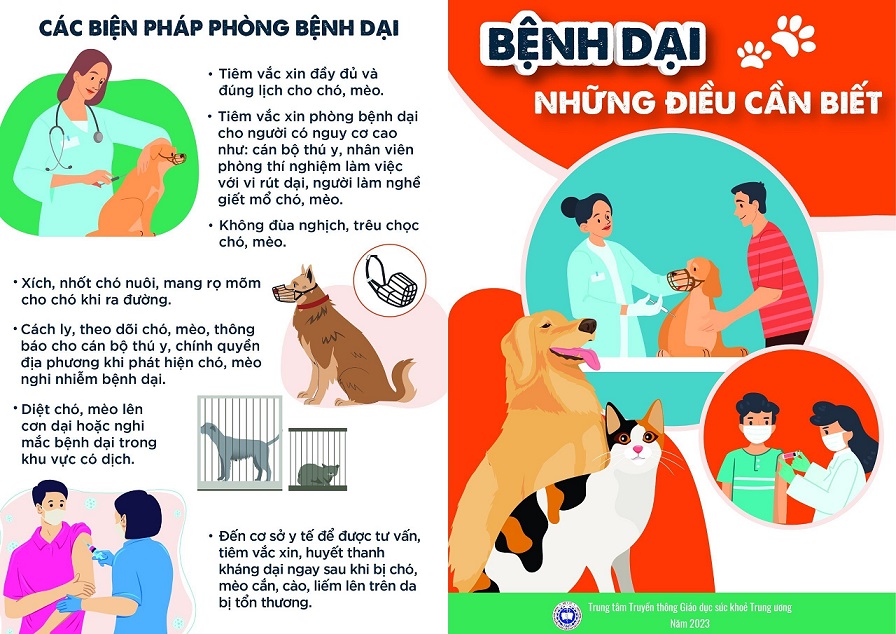 CÁC BIỆN PHÁP PHÒNG BỆNH DẠI
• Tiêm vắc xin đầy đủ và
đúng lịch cho chó, mèo.
• Tiêm vắc xin phòng bệnh dại
cho người có nguy cơ cao
như: cán bộ thú y, nhân viên
phòng thí nghiệm làm việc
với vi rút dại, người làm nghề
giết mổ chó, mèo.
• Không đùa nghịch, trêu chọc
chó, mèo.
• Xích, nhốt chó nuôi, mang rọ mõm
cho chó khi ra đường.
• Cách ly, theo dõi chó, mèo, thông
báo cho cán bộ thú y, chính quyền
địa phương khi phát hiện chó, mèo
nghi nhiễm bệnh dại.
• Diệt chó, mèo lên
cơn dại hoặc nghi
mắc bệnh dại trong
khu vực có dịch.
• Đến cơ sở y tế để được tư vấn,
tiêm vắc xin, huyết thanh
kháng dại ngay sau khi bị chó,
mèo cắn, cào, liếm lên trên da
bị tổn thương.
BỆNH DẠI
NHỮNG ĐIỀU CẦN BIẾT
Trung tâm Truyền thông Giáo dục sức khoẻ Trung ương
Năm 2023